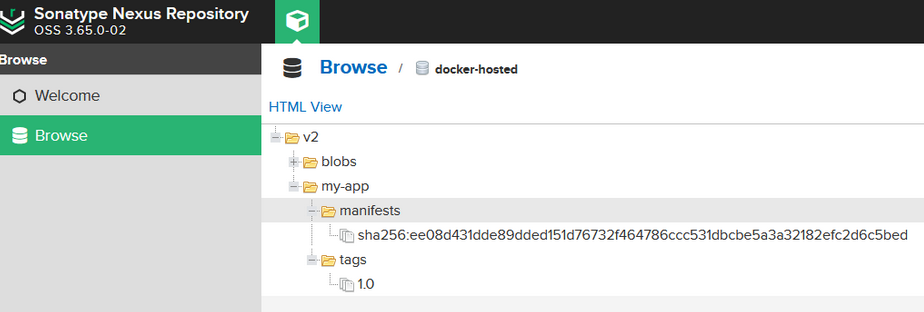 Sonatype Nexus Repository
OSS 3.65.0-02
Browse
Browse / docker-hosted
Welcome
HTML View
Browse
v2
blobs
my-app
manifests
sha256:ee08d431dde89dded151d76732f464786ccc531dbcbe5a3a32182efc2d6c5bed
tags
1.0